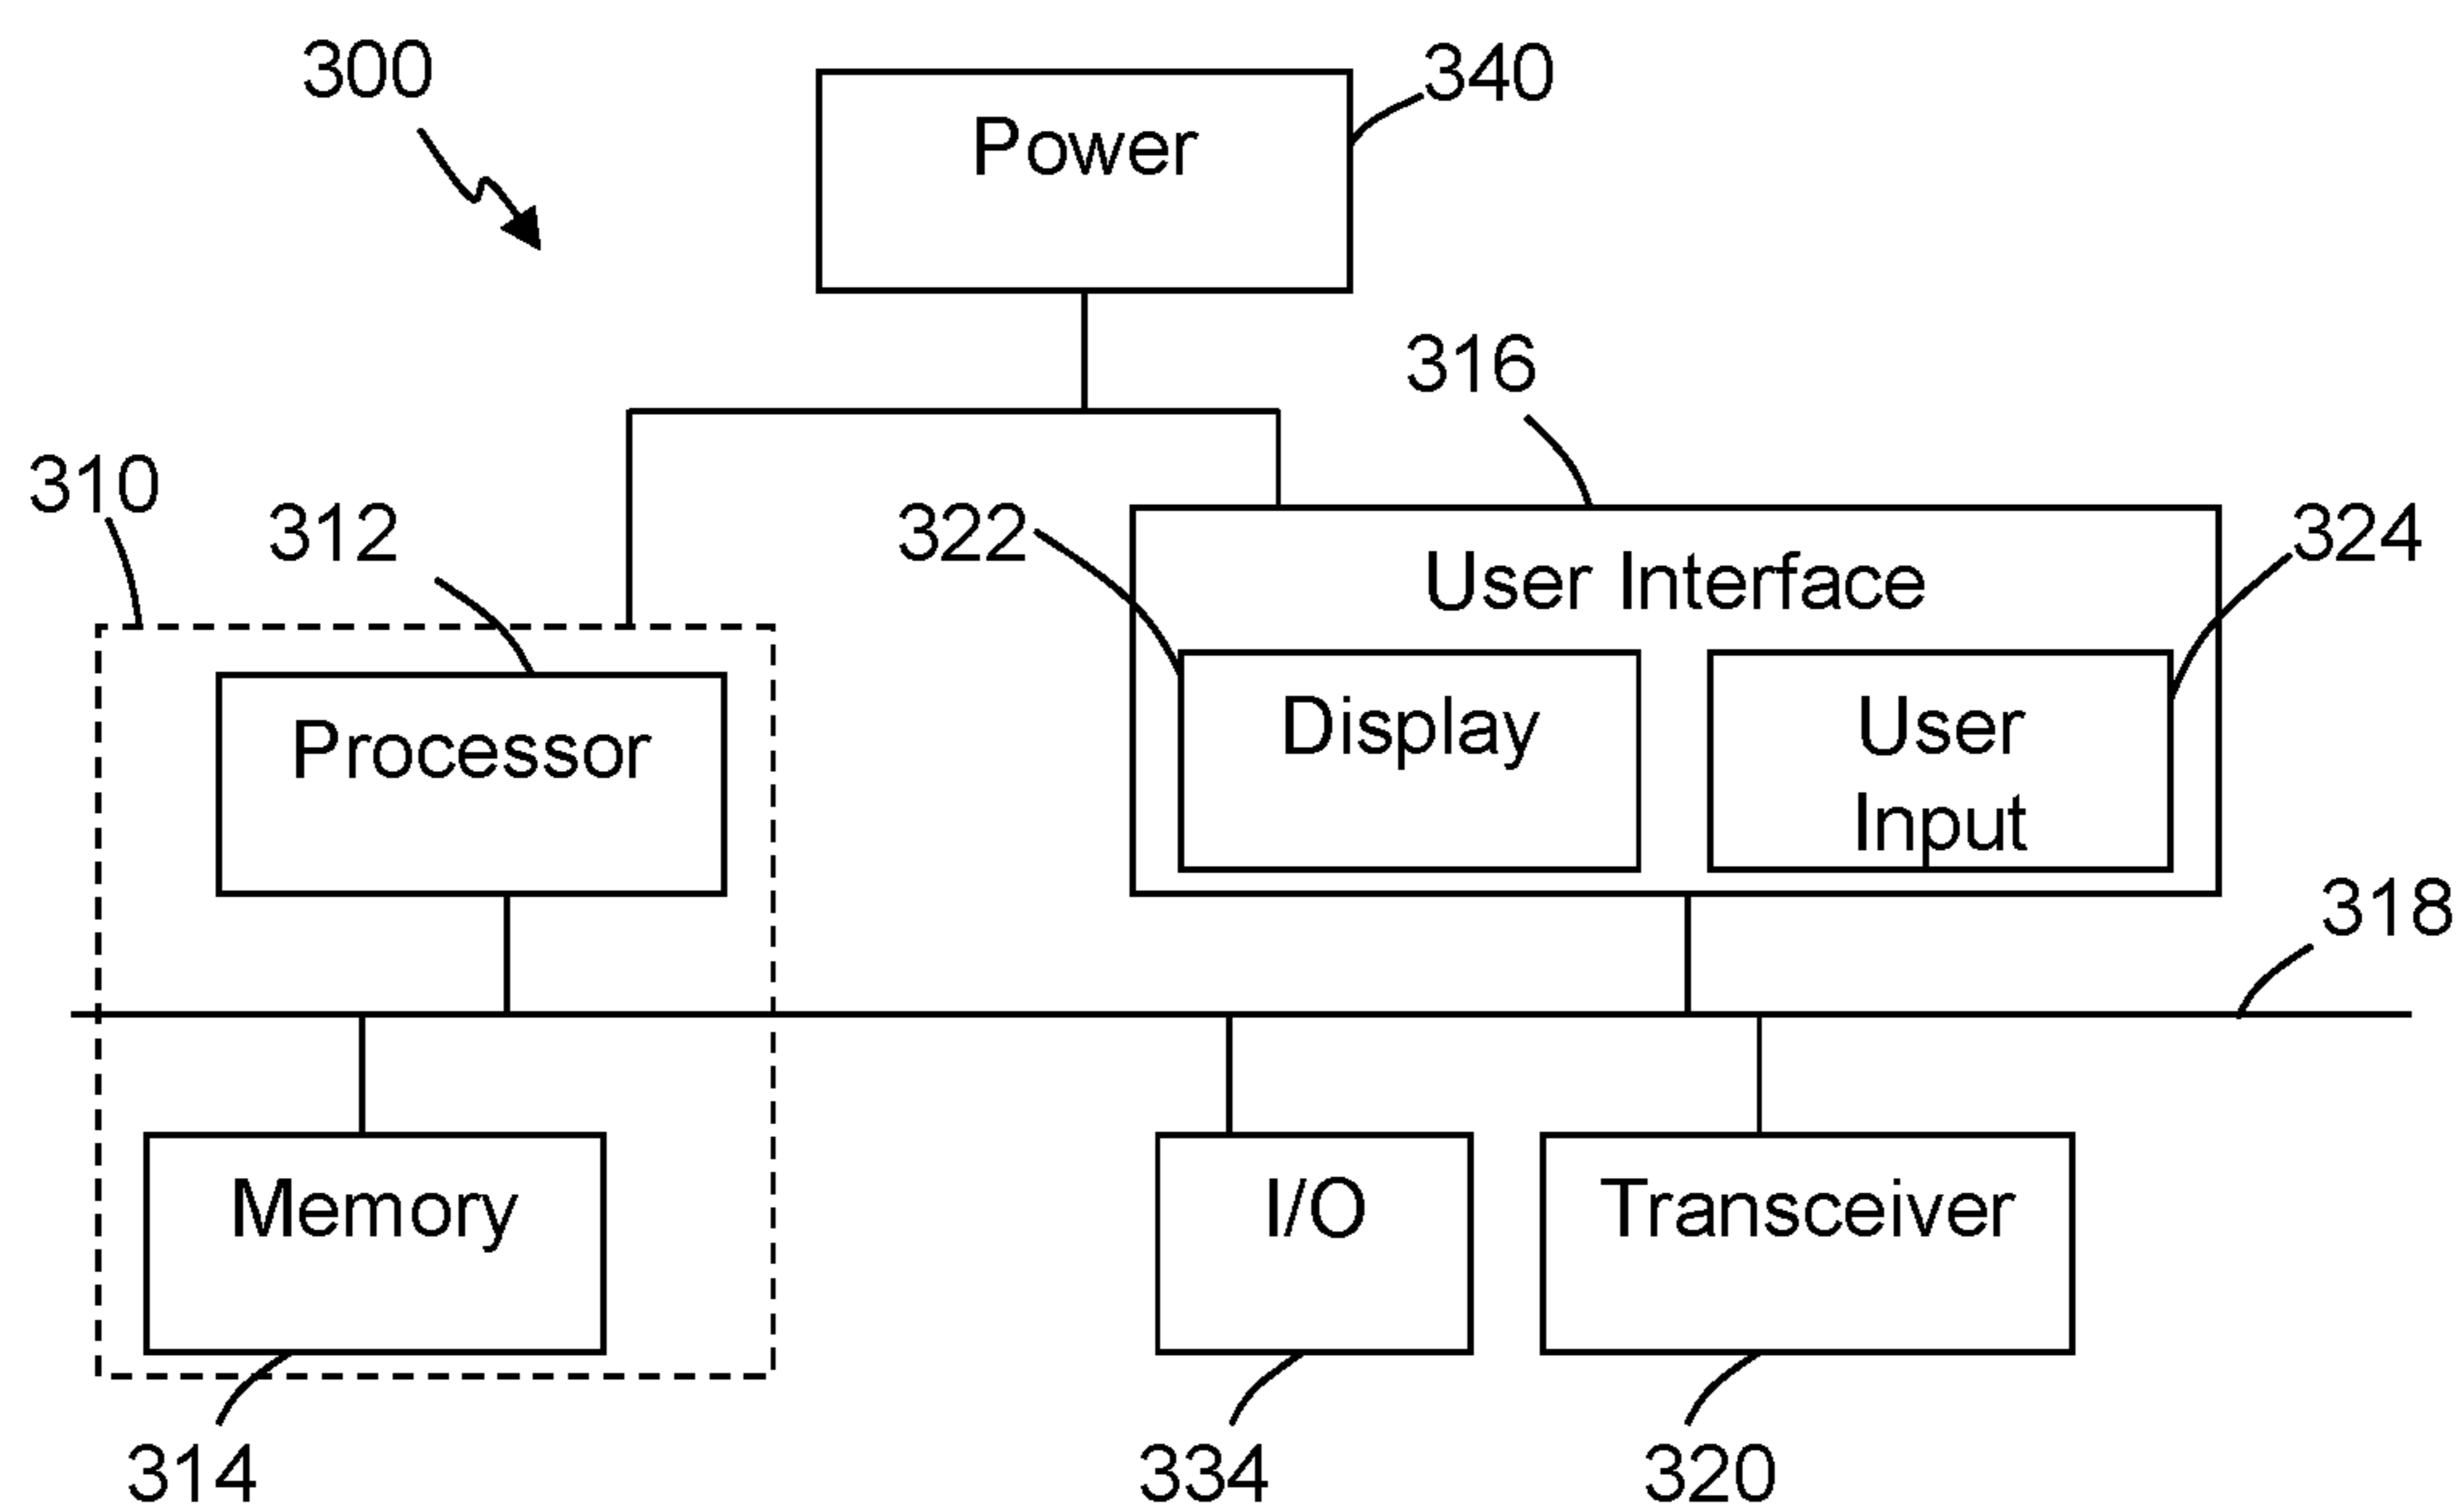 300
340
Power
316
310
312
322
324
User Interface
Processor
Display
User
Input
318
Memory
I/O
Transceiver
314
334
320